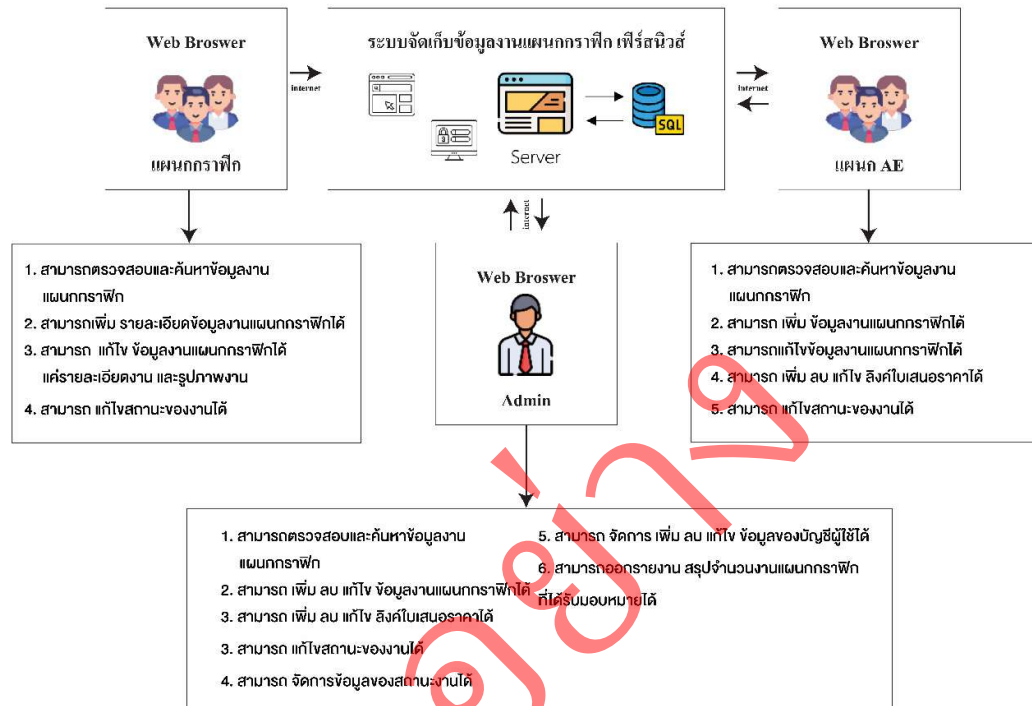 Web Broswer
แผนกกราฟิก
internet
ระบบจัดเก็บข้อมูลงานแผนกกราฟิก เฟิร์สนิวส์
SQL
Server
internet
Web Broswer
แผนก AE
internet
Web Broswer
Admin
1. สามารถตรวจสอบและค้นหาข้อมูลงาน
แผนกกราฟิก
2. สามารถเพิ่ม รายละเอียดข้อมูลงานแผนกกราฟิกได้
3. สามารถ แก้ไข ข้อมูลงานแผนกกราฟิกได้
แค่รายละเอียดงาน และรูปภาพงาน
4. สามารถ แก้ไขสถานะของงานได้
1. สามารถตรวจสอบและค้นหาข้อมูลงาน
แผนกกราฟิก
2. สามารถ เพิ่ม ข้อมูลงานแผนกกราฟิกได้
3. สามารถแก้ไขข้อมูลงานแผนกกราฟิกได้
4. สามารถ เพิ่ม ลบ แก้ไข ลิงค์ใบเสนอราคาได้
5. สามารถ แก้ไขสถานะของงานได้
1. สามารถตรวจสอบและค้นหาข้อมูลงาน
แผนกกราฟิก
2. สามารถ เพิ่ม ลบ แก้ไข ข้อมูลงานแผนกกราฟิกได้
3. สามารถ เพิ่ม ลบ แก้ไข ลิงค์ใบเสนอราคาได้
3. สามารถ แก้ไขสถานะของงานได้
4. สามารถ จัดการข้อมูลของสถานะงานได้
5. สามารถ จัดการ เพิ่ม ลบ แก้ไข ข้อมูลของบัญชีผู้ใช้ได้
6. สามารถออกรายงาน สรุปจำนวนงานแผนกกราฟิก
ที่ได้รับมอบหมายได้